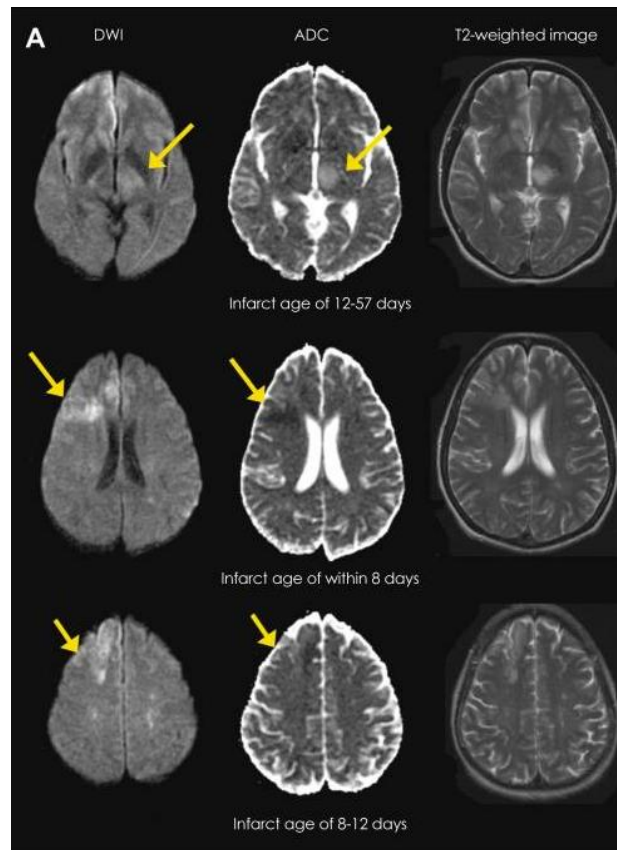 A
DWI ADC T2-weighted image
Infarct age of 12-57 days
Infarct age of within 8 days
Infarct age of 8-12 days